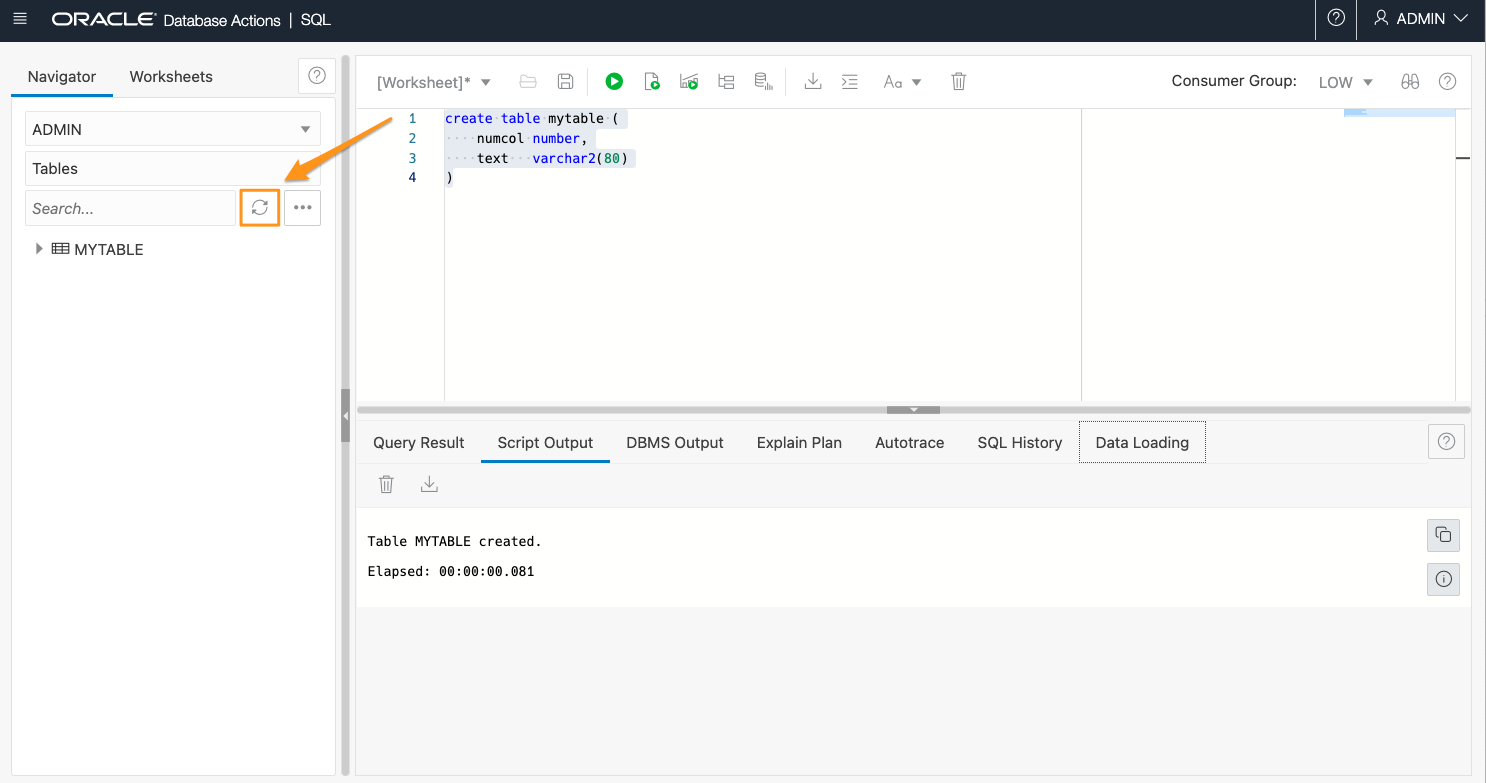 ORACLE Database Actions | SQL
ADMIN
Navigator Worksheets
ADMIN
Tables
Search...
MYTABLE
[Worksheet]*
Aa
Consumer Group: LOW
1 create table mytable (
2 ····numcol·number,
3 ····text···varchar2(80)
4 )
Query Result Script Output DBMS Output Explain Plan Autotrace SQL History Data Loading
Table MYTABLE created.
Elapsed: 00:00:00.081